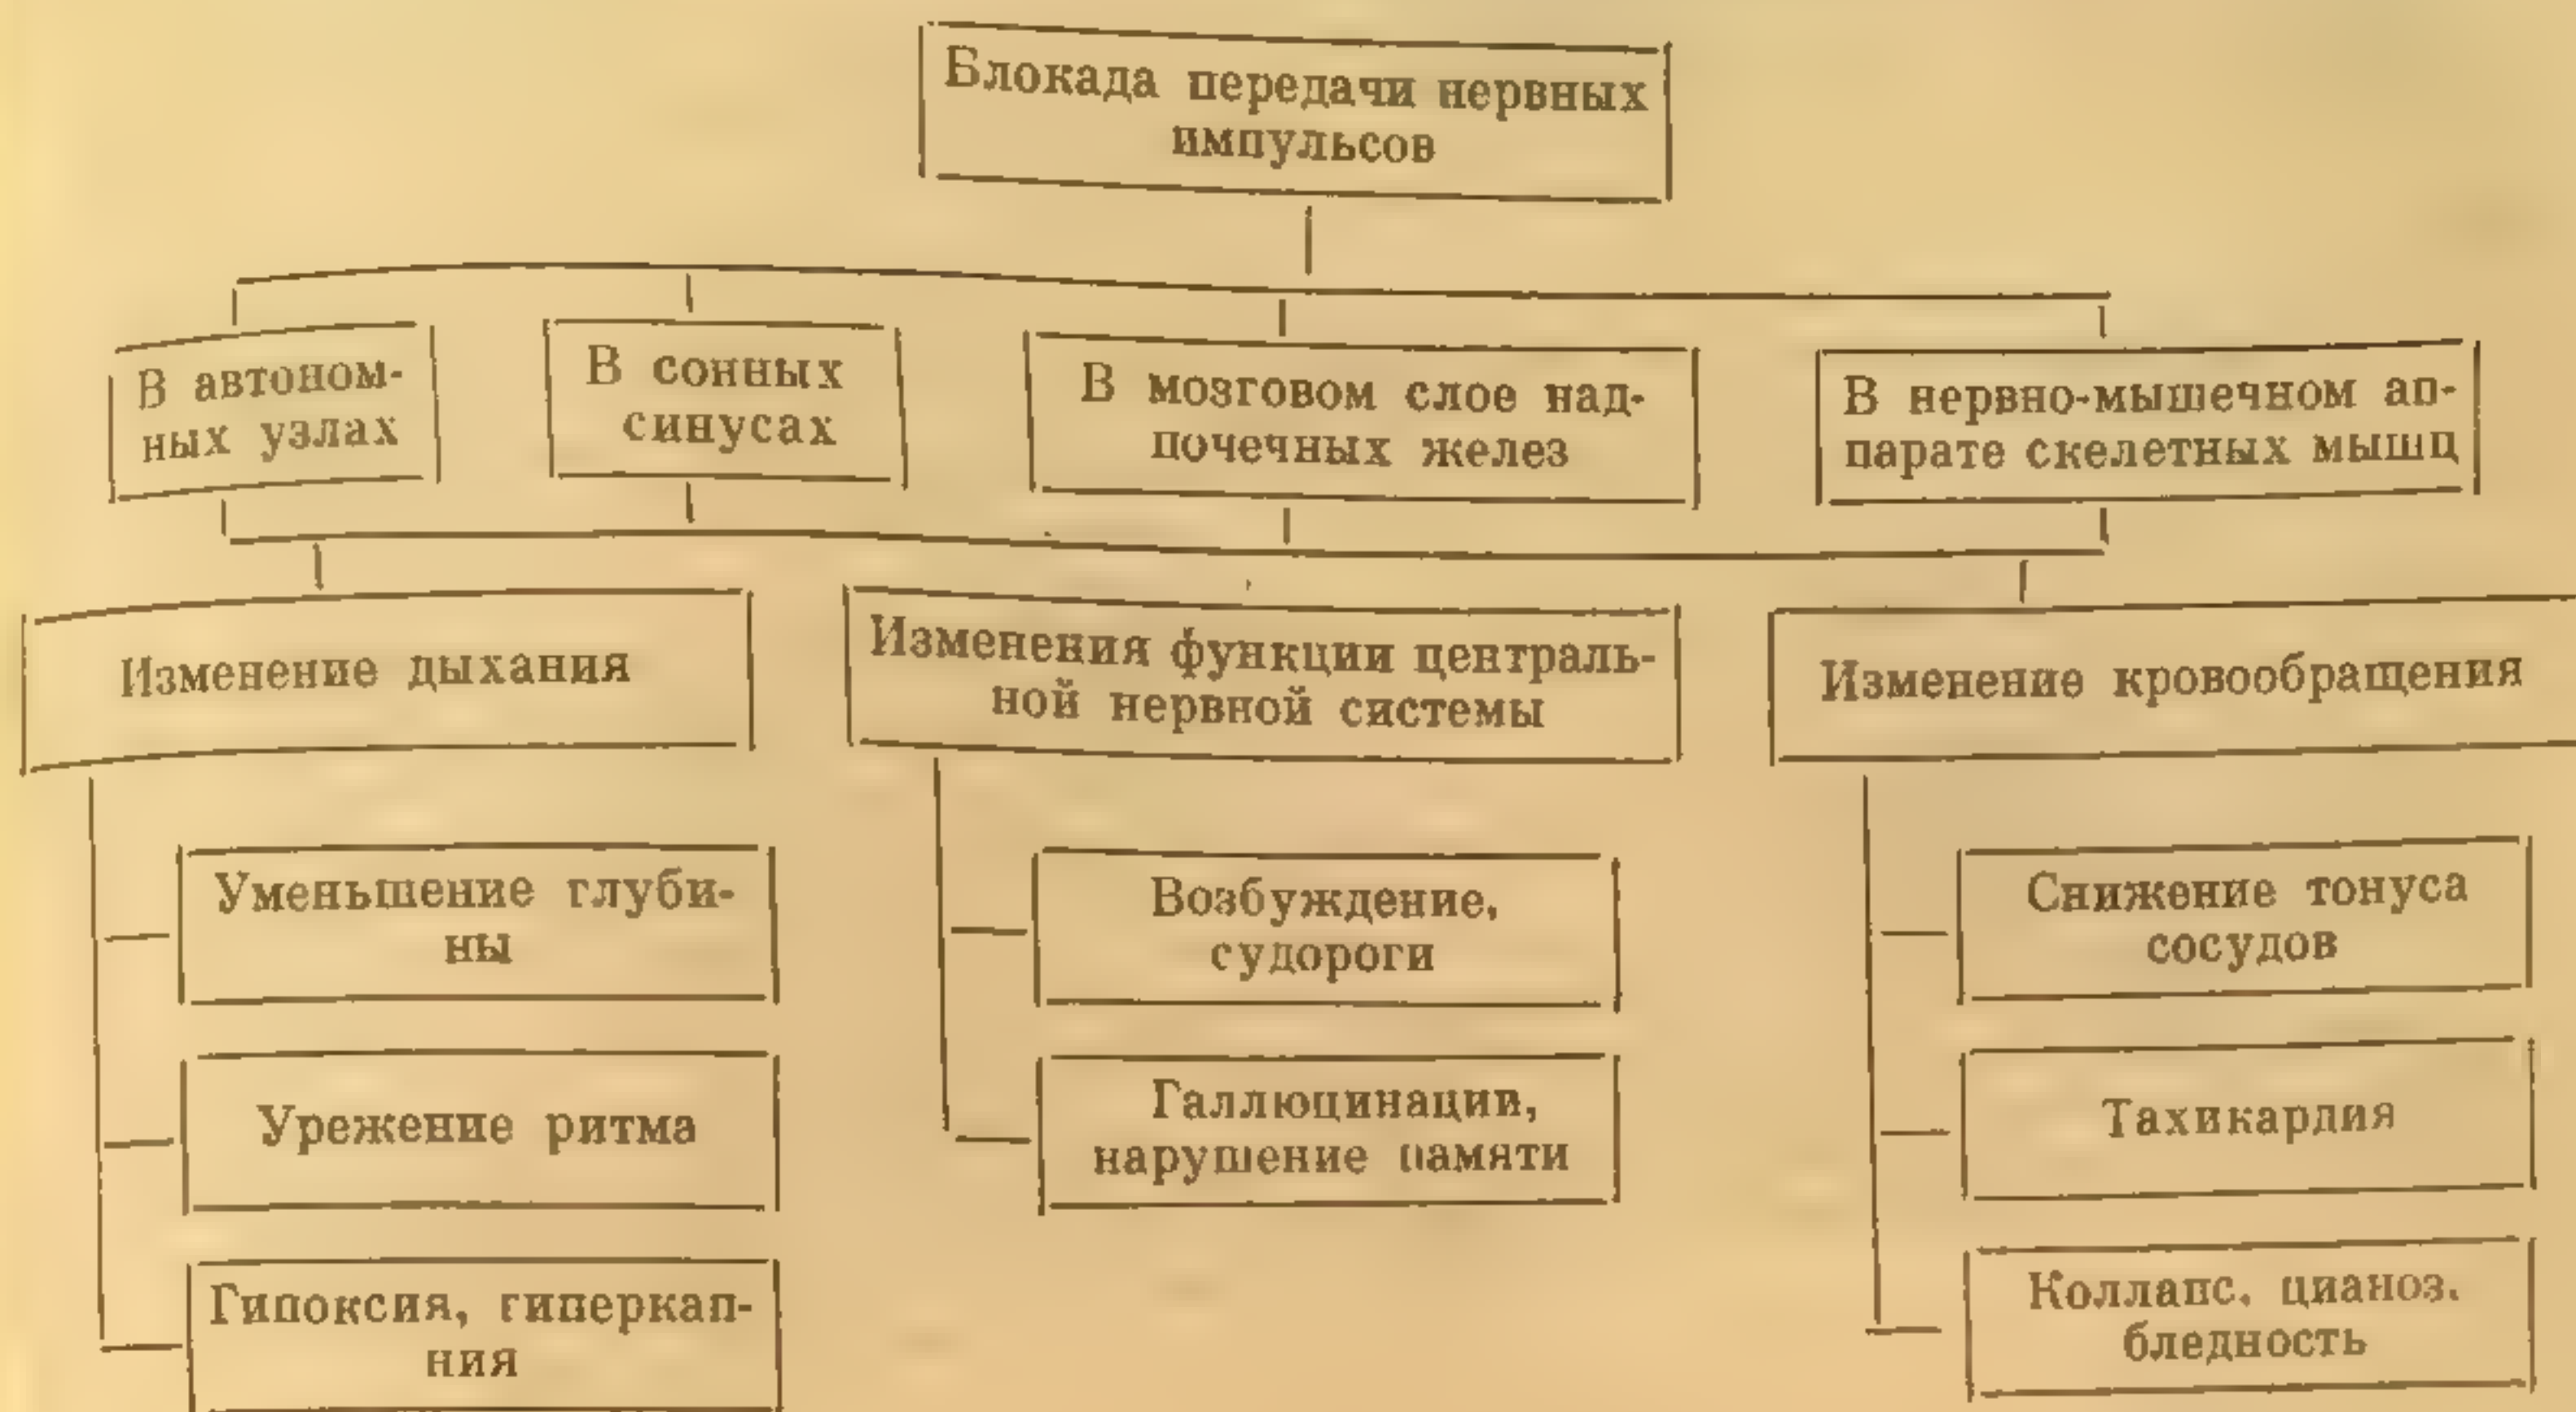 Блокада передачи нервных
импульсов
В автоном-
ных узлах
В сонных
синусах
В мозговом слое над-
почечных желез
В нервно-мышечном ап-
парате скелетных мышц
Изменение дыхания
Изменения функции централь-
ной нервной системы
Изменение кровообращения
Уменьшение глуби-
ны
Урежение ритма
Гипоксия, гиперкап-
ния
Возбуждение,
судороги
Галлюцинации,
нарушение памяти
Снижение тонуса
сосудов
Тахикардия
Коллапс, цианоз,
бледность